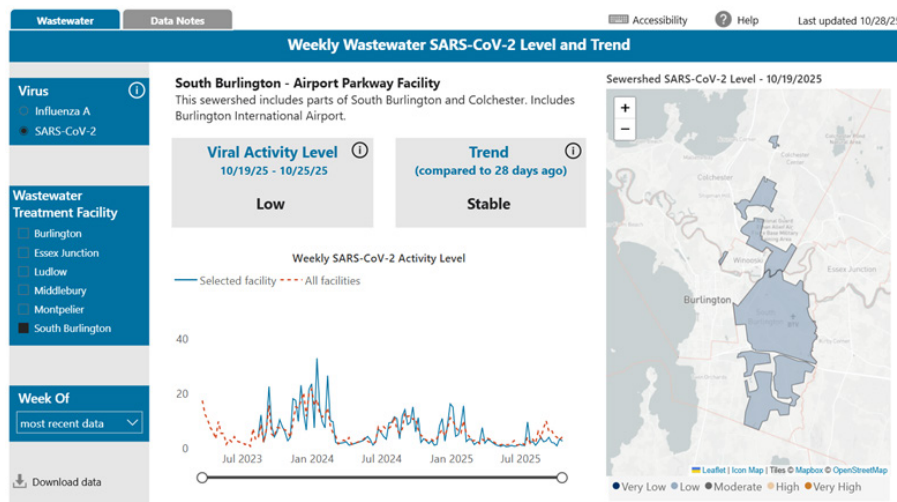 Wastewater
Data Notes
Accessibility
Help
Last updated 10/28/25
Weekly Wastewater SARS-CoV-2 Level and Trend
Virus
Influenza A
SARS-CoV-2
Wastewater
Treatment Facility
Burlington
Essex Junction
Ludlow
Middlebury
Montpelier
South Burlington
Week Of
most recent data
Download data
South Burlington - Airport Parkway Facility
This sewershed includes parts of South Burlington and Colchester. Includes
Burlington International Airport.
Viral Activity Level
10/19/25 - 10/25/25
Low
Trend
(compared to 28 days ago)
Stable
Weekly SARS-CoV-2 Activity Level
Selected facility
All facilities
40
20
0
Jul 2023
Jan 2024
Jul 2024
Jan 2025
Jul 2025
Sewershed SARS-CoV-2 Level - 10/19/2025
+
−
Colchester
Center
Colchester
Winooski
Essex Junction
Burlington
South
Burlington
Leaflet | Icon Map | Tiles © Mapbox © OpenStreetMap
Very Low
Low
Moderate
High
Very High